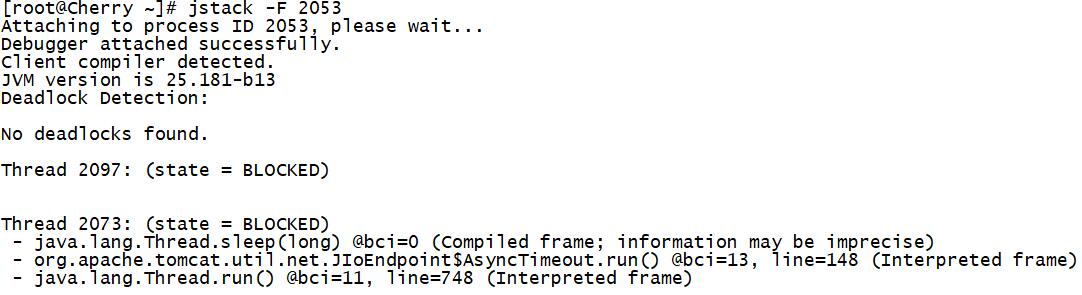 [root@Cherry ~]# jstack -F 2053
Attaching to process ID 2053, please wait...
Debugger attached successfully.
Client compiler detected.
JVM version is 25.181-b13
Deadlock Detection:

No deadlocks found.

Thread 2097: (state = BLOCKED)


Thread 2073: (state = BLOCKED)
 - java.lang.Thread.sleep(long) @bci=0 (Compiled frame; information may be imprecise)
 - org.apache.tomcat.util.net.JIoEndpoint$AsyncTimeout.run() @bci=13, line=148 (Interpreted frame)
 - java.lang.Thread.run() @bci=11, line=748 (Interpreted frame)